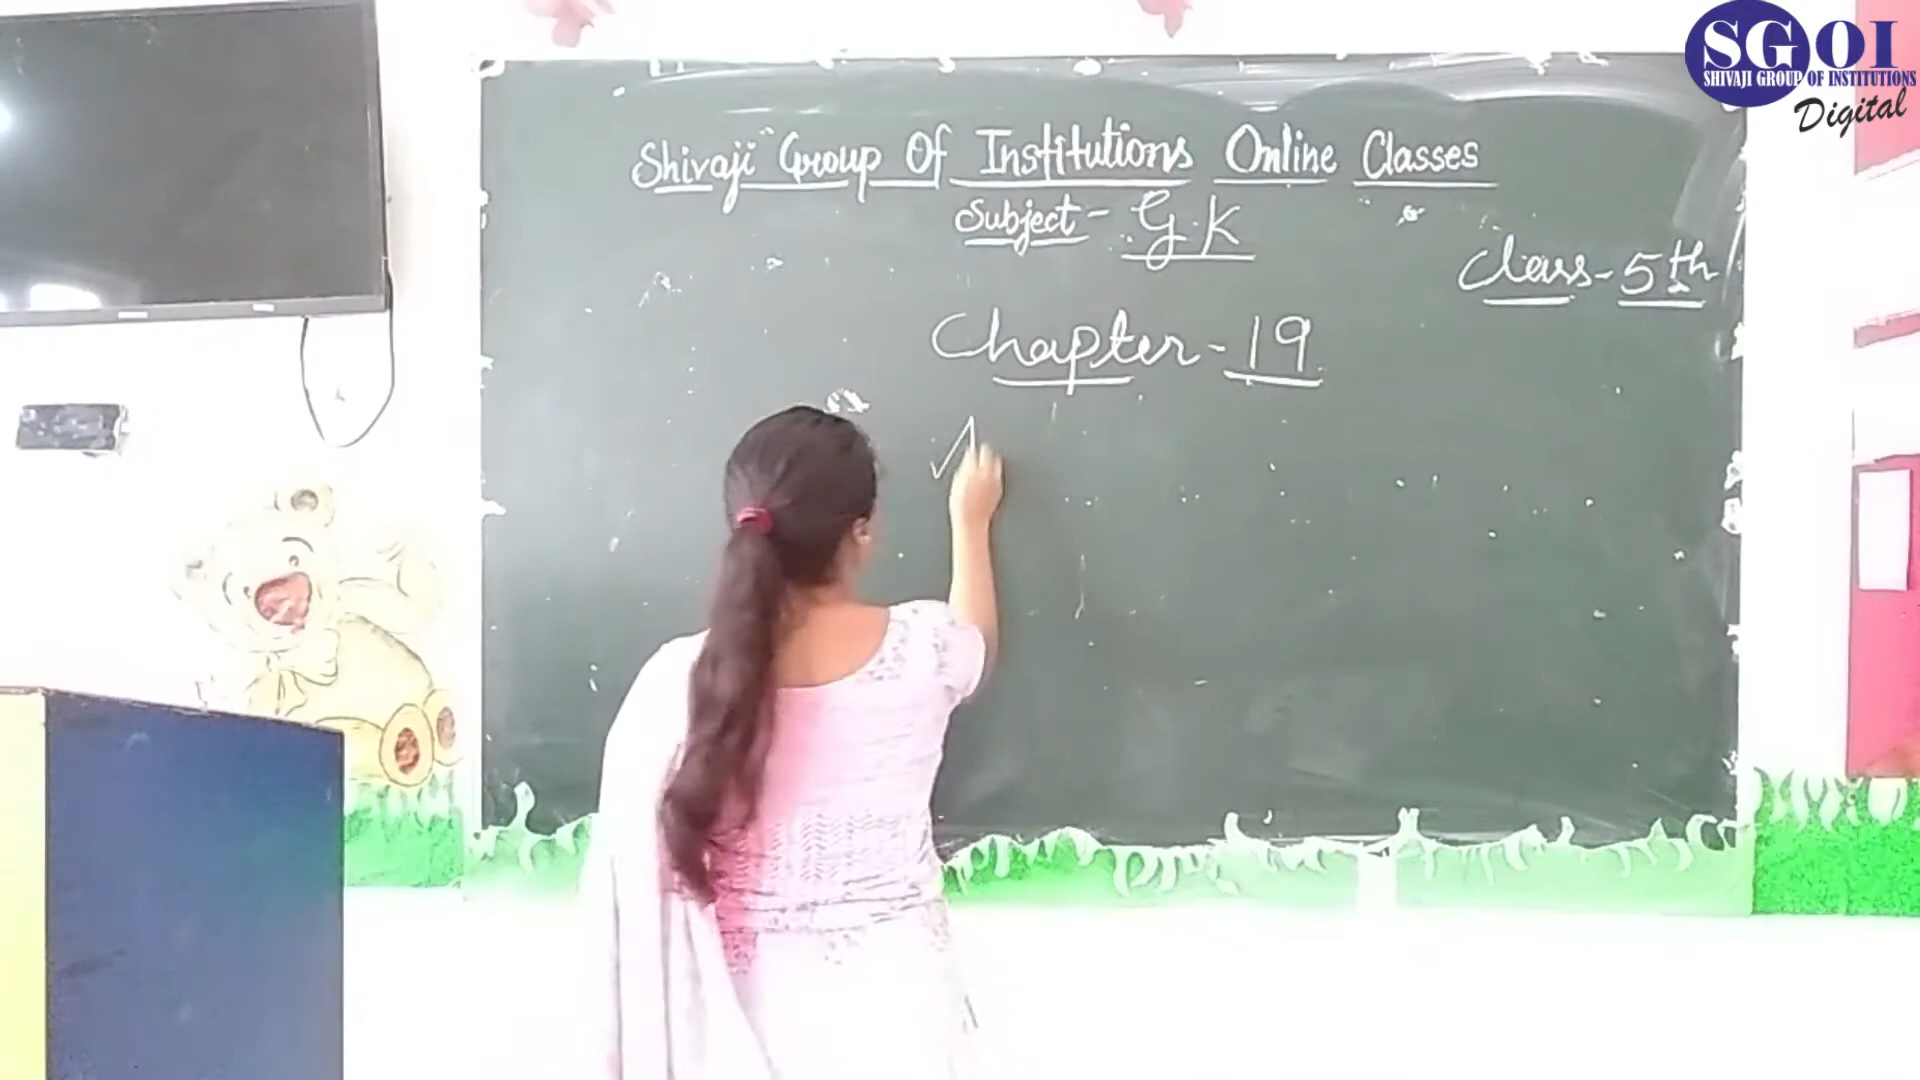 SGOI
SHIVAJI GROUP OF INSTITUTIONS
Digital
Shivaji Group Of Institutions Online Classes
Subject - G.K
Class - 5th
Chapter - 19